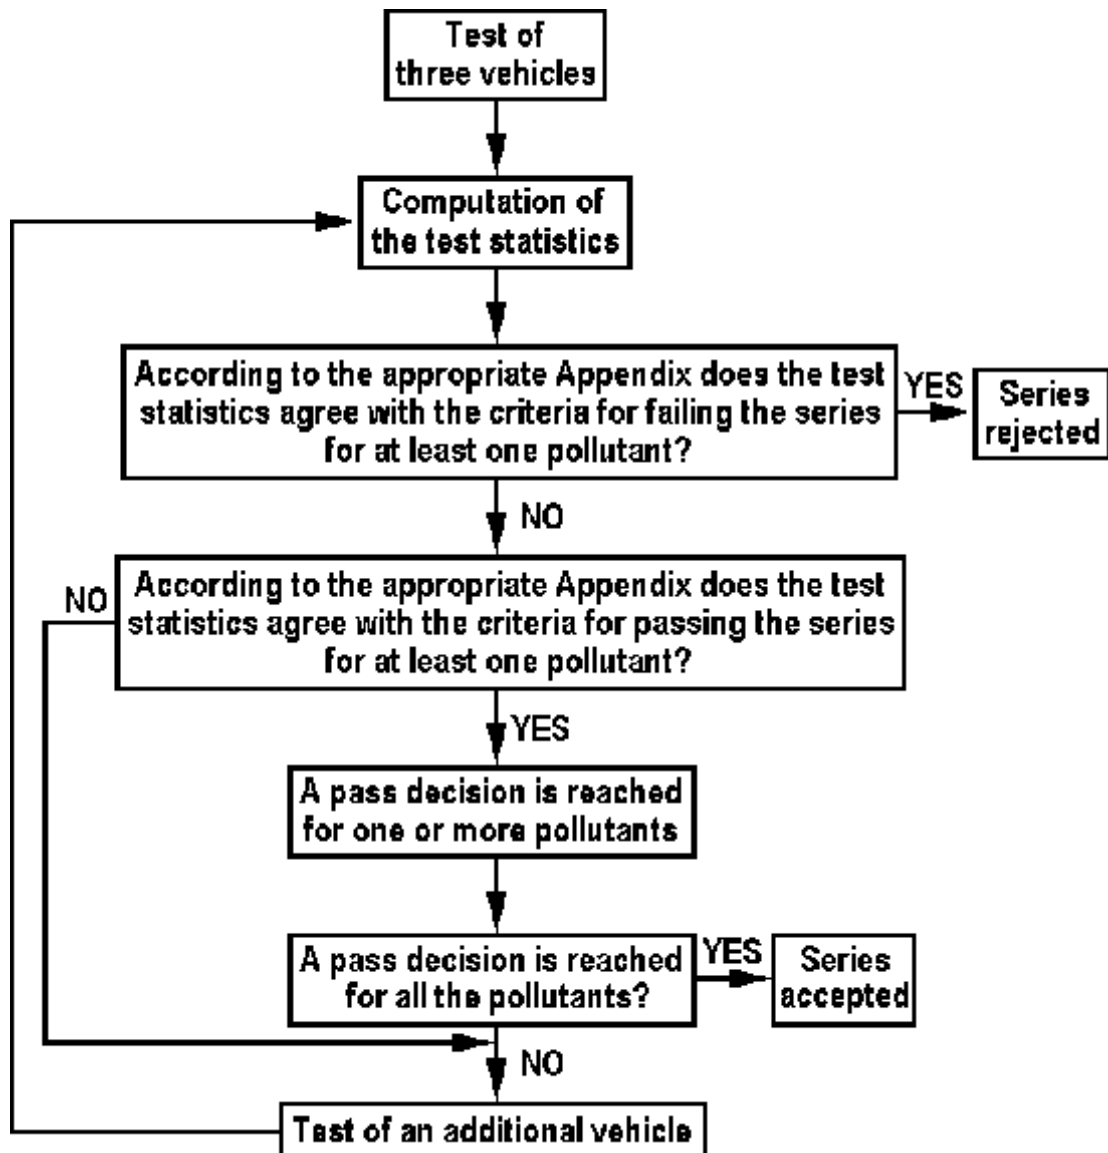 Test of
three vehicles
Computation of
the test statistics
According to the appropriate Appendix does the test
statistics agree with the criteria for failing the series
for at least one pollutant?
YES
Series
rejected
NO
According to the appropriate Appendix does the test
statistics agree with the criteria for passing the series
for at least one pollutant?
NO
YES
A pass decision is reached
for one or more pollutants
A pass decision is reached
for all the pollutants?
YES
Series
accepted
NO
Test of an additional vehicle